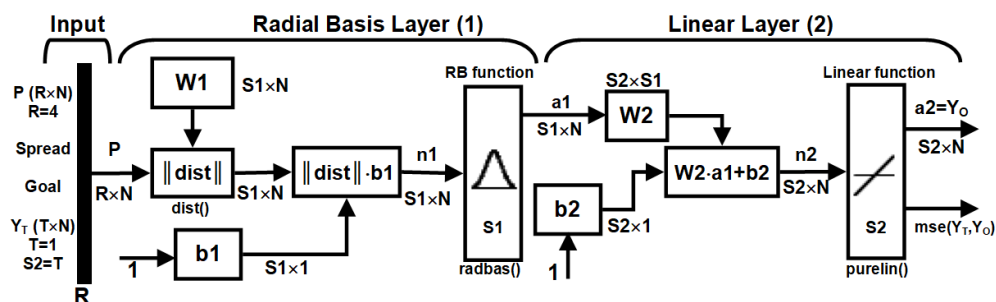 Input
Radial Basis Layer (1)
Linear Layer (2)
P (R×N)
R=4
Spread
Goal
Y_T (T×N)
T=1
S2=T
R
P
R×N
1
W1
S1×N
‖dist‖
dist()
S1×N
b1
S1×1
‖dist‖·b1
n1
S1×N
RB function
S1
radbas()
a1
S1×N
S2×S1
W2
b2
1
S2×1
W2·a1+b2
n2
S2×N
Linear function
S2
purelin()
a2=Y_O
S2×N
mse(Y_T,Y_O)